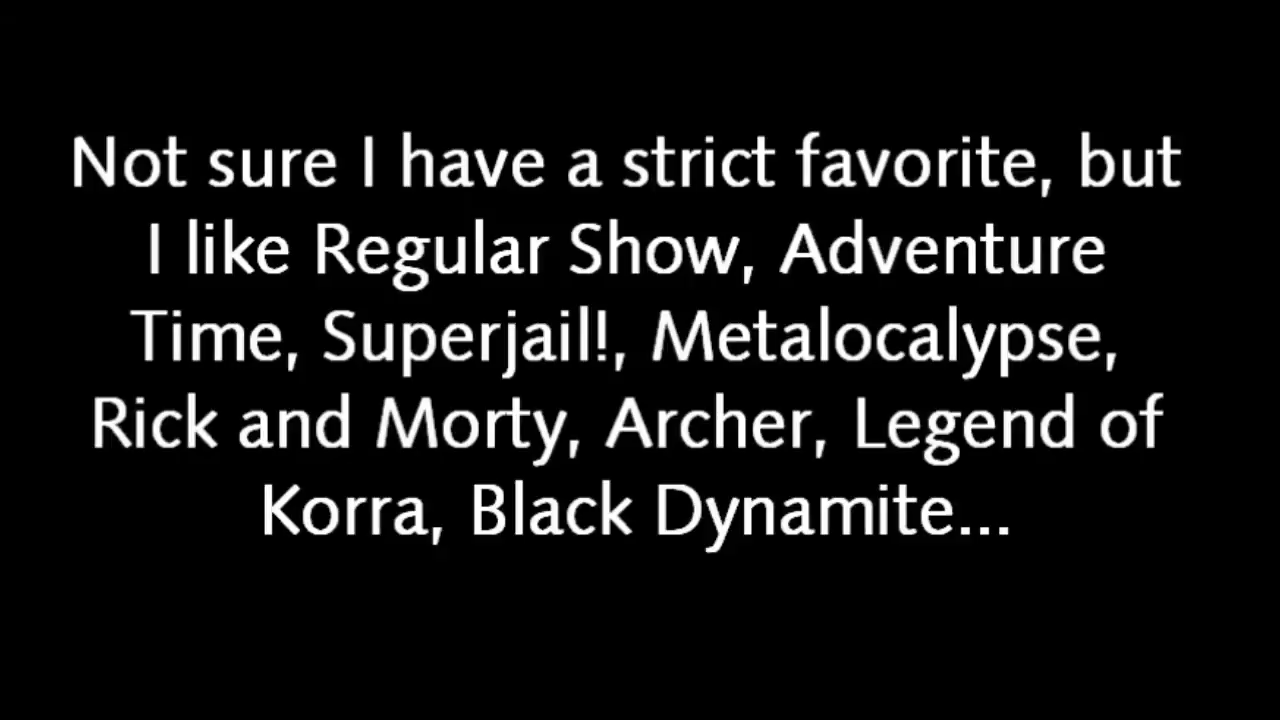 Not sure I have a strict favorite, but
I like Regular Show, Adventure
Time, Superjail!, Metalocalypse,
Rick and Morty, Archer, Legend of
Korra, Black Dynamite...